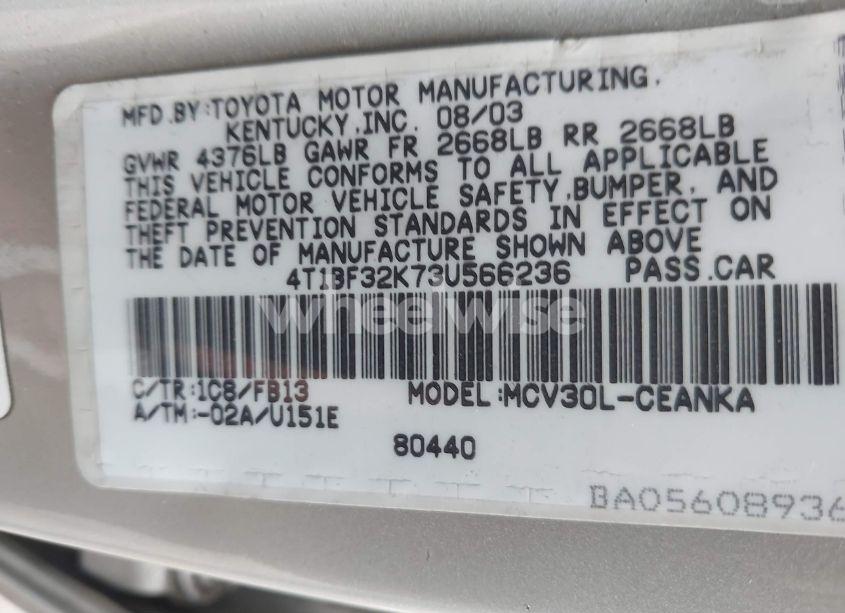 MFD.BY:TOYOTA MOTOR MANUFACTURING.
KENTUCKY,INC. 08/03
GVWR 4376LB GAWR FR 2668LB RR 2668LB
THIS VEHICLE CONFORMS TO ALL APPLICABLE
FEDERAL MOTOR VEHICLE SAFETY,BUMPER, AND
THEFT PREVENTION STANDARDS IN EFFECT ON
THE DATE OF MANUFACTURE SHOWN ABOVE
4T1BF32K73U566236 PASS.CAR
wheelwise
C/TR:1C8/FB13 MODEL:MCV30L-CEANKA
A/TM:-02A/U151E
80440
BA05608936